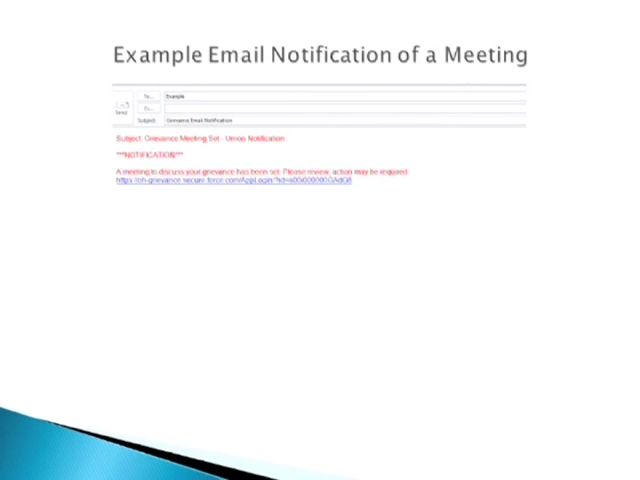 Example Email Notification of a Meeting
To... Example
Send
Subject: Grievance Email Notification
Subject: Grievance Meeting Set - Union Notification
***NOTIFICATION***
A meeting to discuss your grievance has been set. Please review, action may be required.